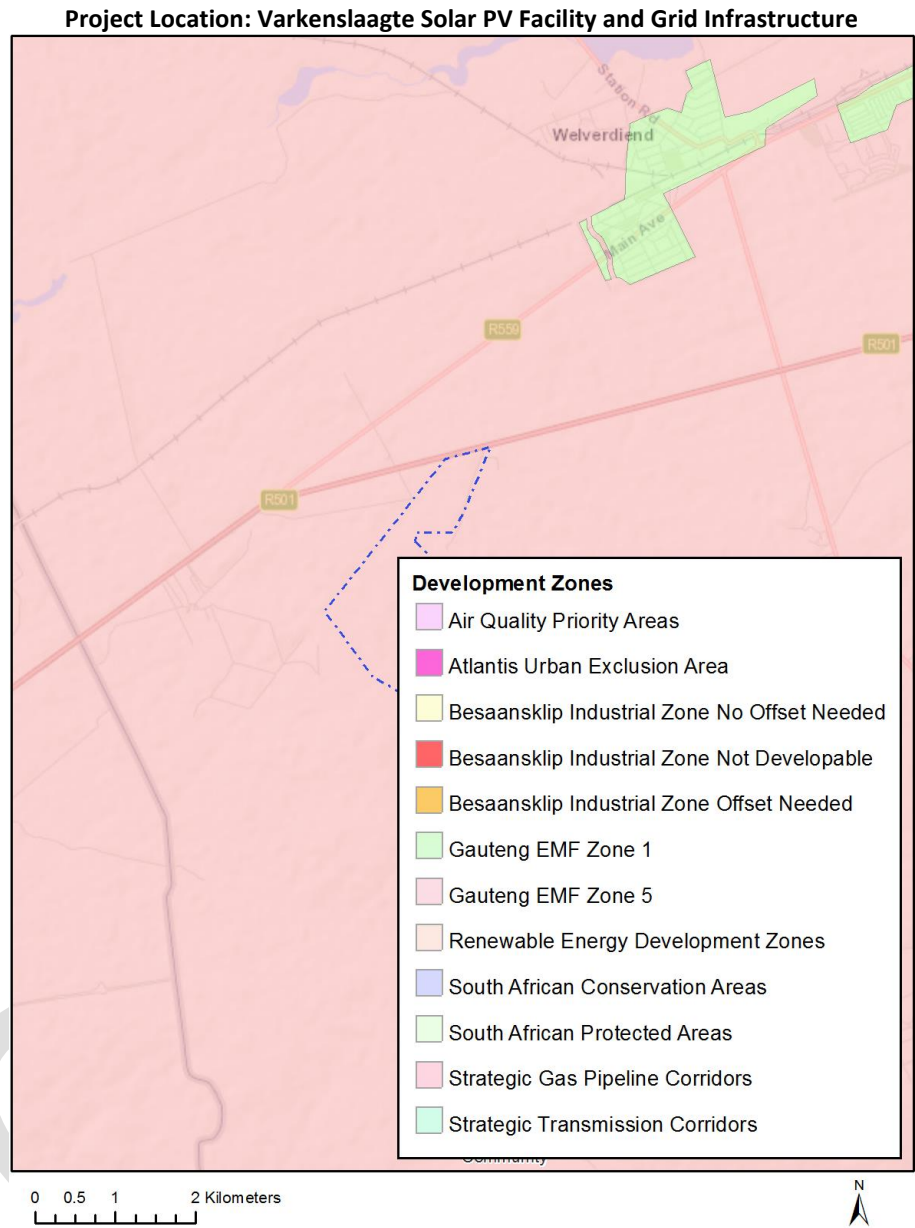 Project Location: Varkenslaagte Solar PV Facility and Grid Infrastructure
Station Rd
Welverdiend
Main Ave
R559
R501
R501
Development Zones
Air Quality Priority Areas
Atlantis Urban Exclusion Area
Besaansklip Industrial Zone No Offset Needed
Besaansklip Industrial Zone Not Developable
Besaansklip Industrial Zone Offset Needed
Gauteng EMF Zone 1
Gauteng EMF Zone 5
Renewable Energy Development Zones
South African Conservation Areas
South African Protected Areas
Strategic Gas Pipeline Corridors
Strategic Transmission Corridors
Community
0 0.5 1 2 Kilometers
N